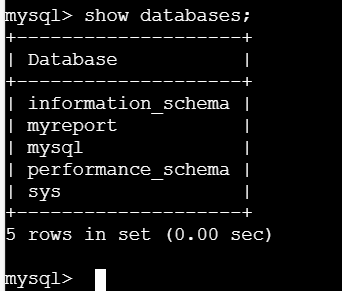 mysql> show databases;
+--------------------+
| Database           |
+--------------------+
| information_schema |
| myreport           |
| mysql              |
| performance_schema |
| sys                |
+--------------------+
5 rows in set (0.00 sec)
mysql>